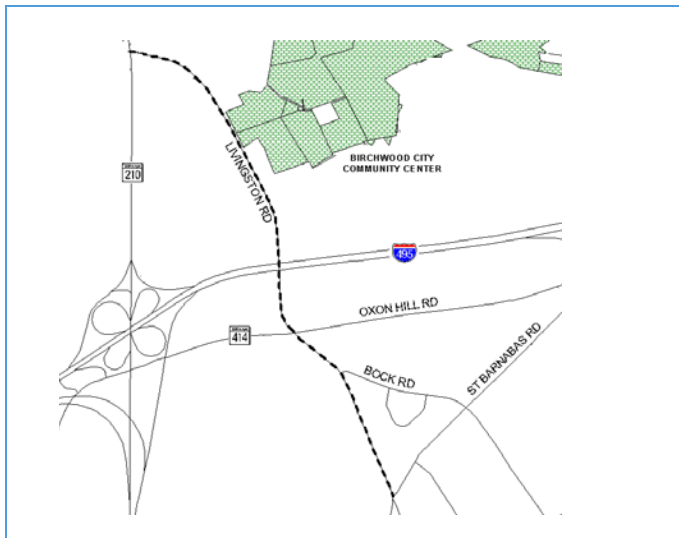 BIRCHWOOD CITY
COMMUNITY CENTER
LIVINGSTON RD
210
495
OXON HILL RD
414
BOCK RD
ST BARNABAS RD